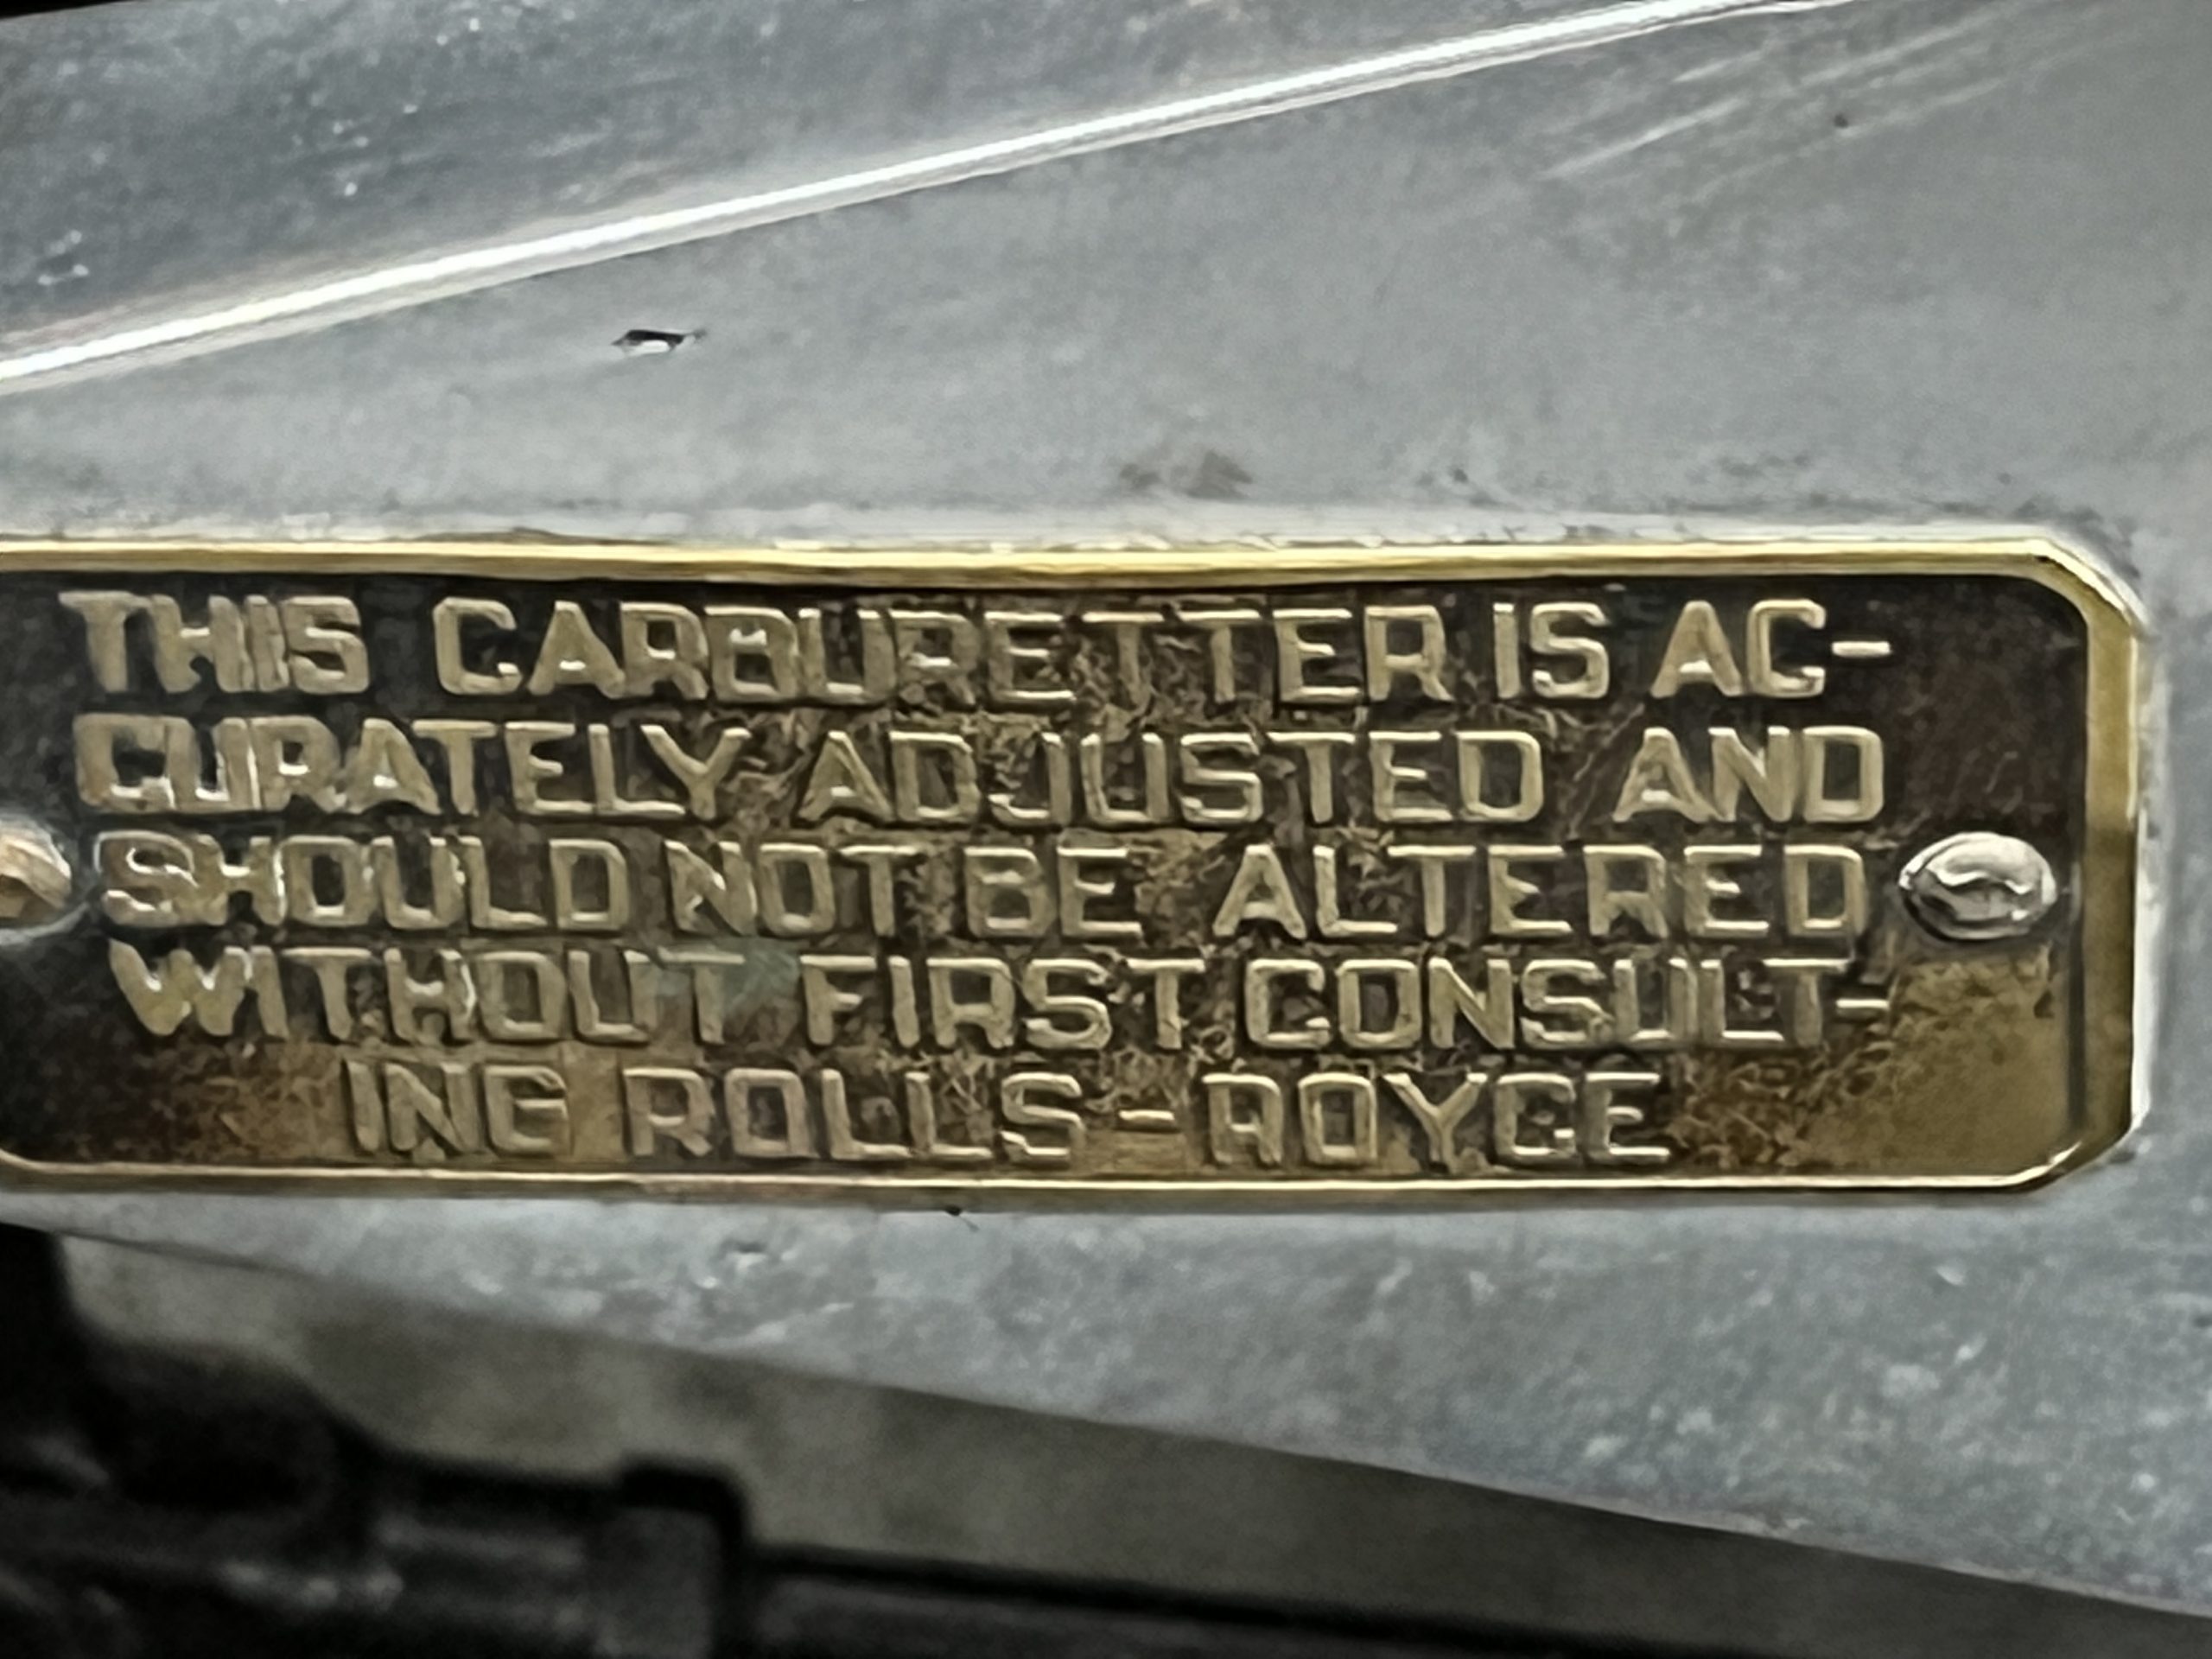 THIS CARBURETTER IS AC-
CURATELY ADJUSTED AND
SHOULD NOT BE ALTERED
WITHOUT FIRST CONSULT-
ING ROLLS-ROYCE